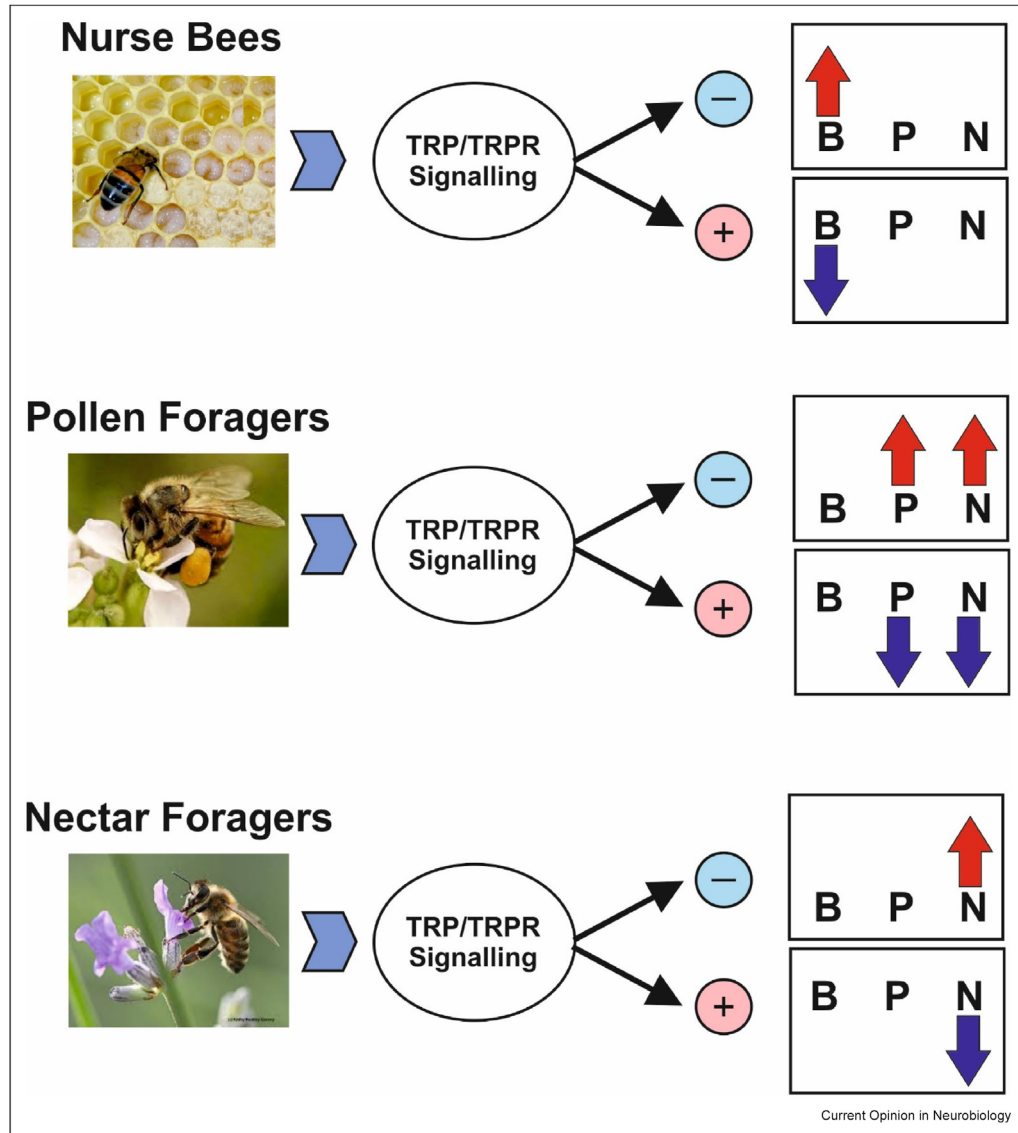 Nurse Bees
TRP/TRPR
Signalling
−
+
B P N
B P N
Pollen Foragers
TRP/TRPR
Signalling
−
+
B P N
B P N
Nectar Foragers
TRP/TRPR
Signalling
−
+
B P N
B P N
Current Opinion in Neurobiology